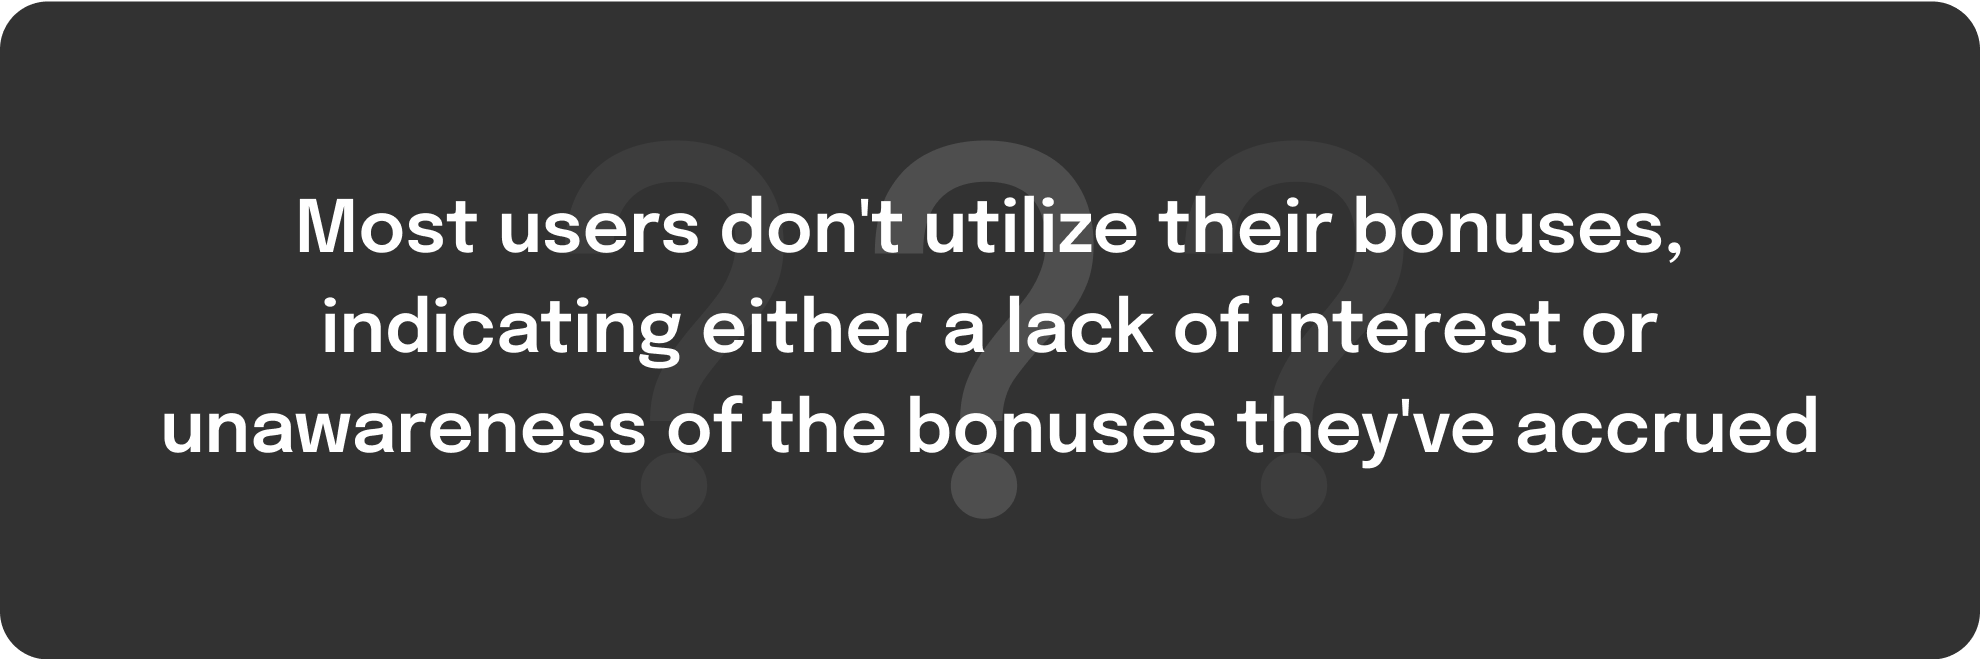 Most users don't utilize their bonuses,
indicating either a lack of interest or
unawareness of the bonuses they've accrued
???